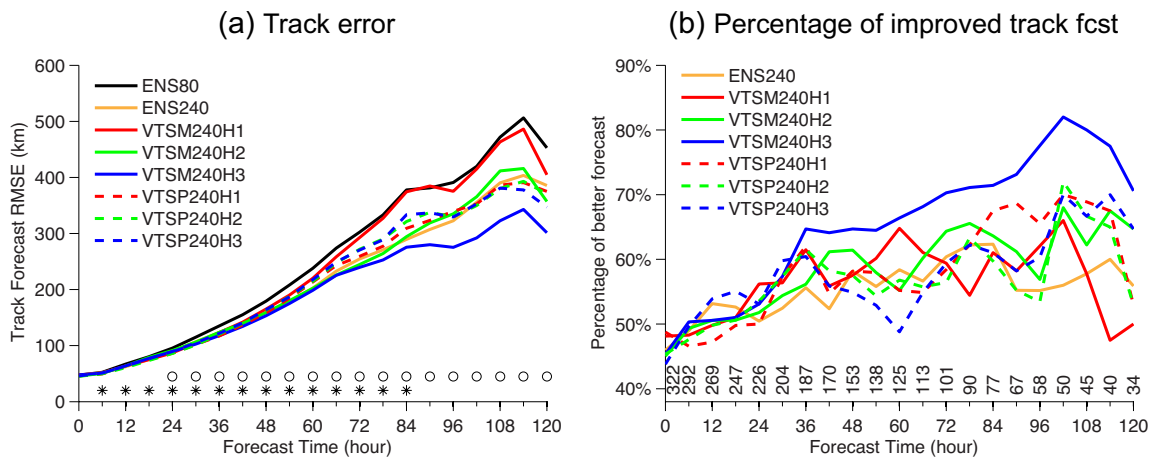 (a) Track error
Track Forecast RMSE (km)
600
500
400
300
200
100
0
ENS80
ENS240
VTSM240H1
VTSM240H2
VTSM240H3
VTSP240H1
VTSP240H2
VTSP240H3
0 12 24 36 48 60 72 84 96 108 120
Forecast Time (hour)
(b) Percentage of improved track fcst
Percentage of better forecast
90%
80%
70%
60%
50%
40%
ENS240
VTSM240H1
VTSM240H2
VTSM240H3
VTSP240H1
VTSP240H2
VTSP240H3
322 292 269 247 226 204 187 170 153 138 125 113 101 90 77 67 58 50 45 40 34
0 12 24 36 48 60 72 84 96 108 120
Forecast Time (hour)